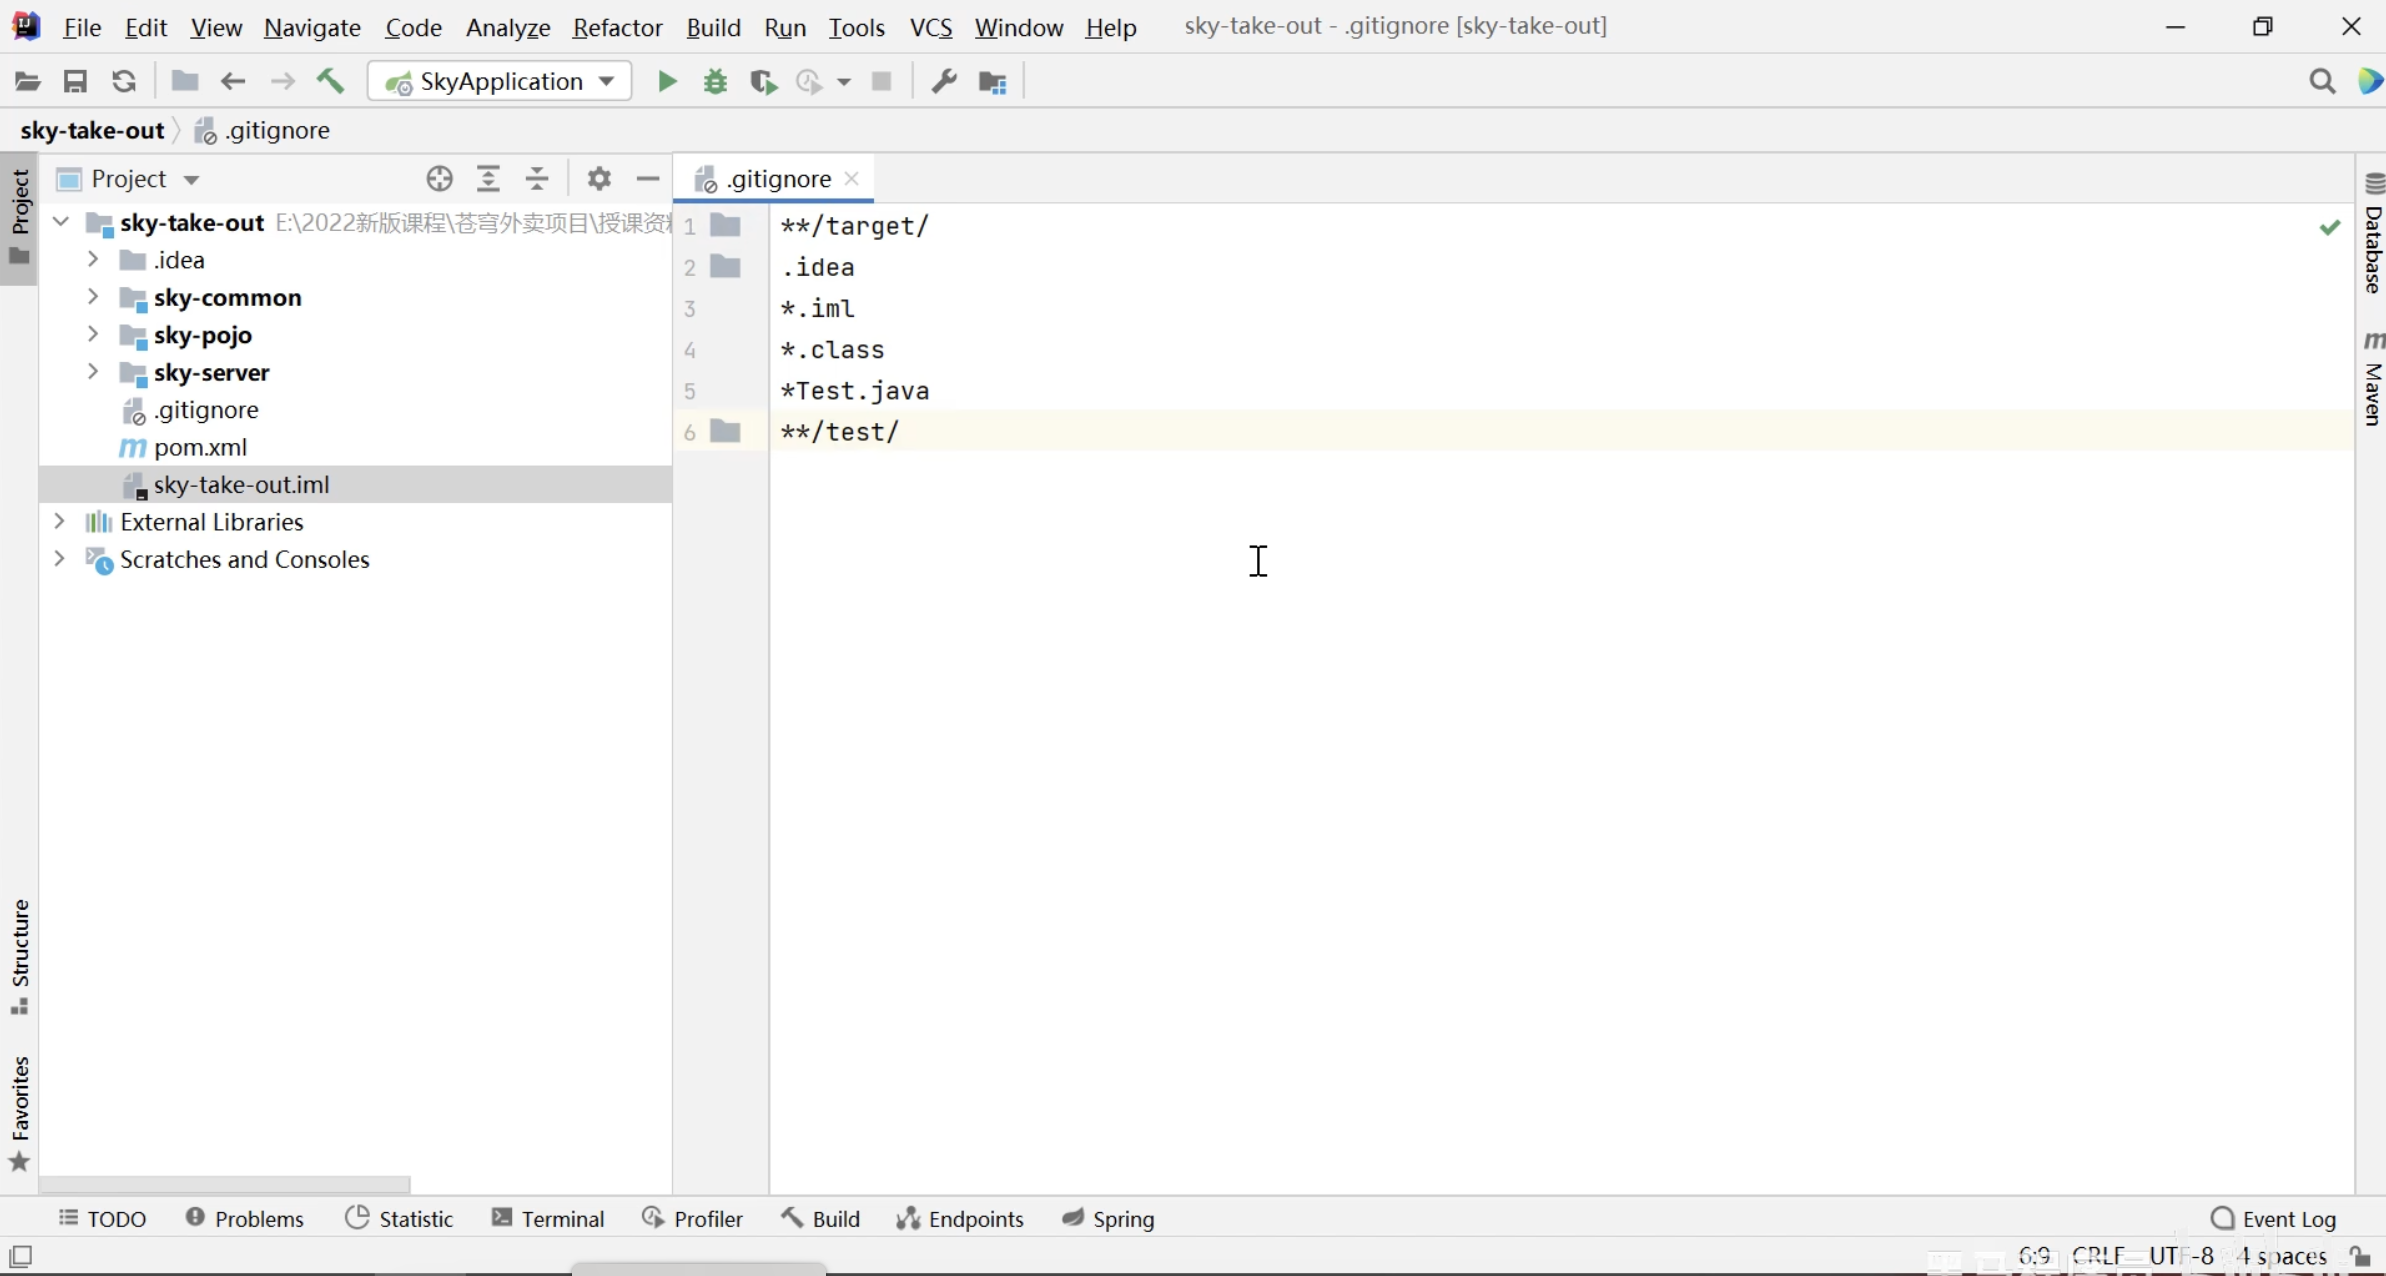 File Edit View Navigate Code Analyze Refactor Build Run Tools VCS Window Help sky-take-out - .gitignore [sky-take-out]
SkyApplication
sky-take-out .gitignore
Project
Project
.gitignore
sky-take-out E:\2022新版课程\苍穹外卖项目\授课资
.idea
sky-common
sky-pojo
sky-server
.gitignore
pom.xml
sky-take-out.iml
External Libraries
Scratches and Consoles
1 **/target/
2 .idea
3 *.iml
4 *.class
5 *Test.java
6 **/test/
Database
Maven
Structure
Favorites
TODO Problems Statistic Terminal Profiler Build Endpoints Spring Event Log
6:9 CRLF UTF-8 4 spaces